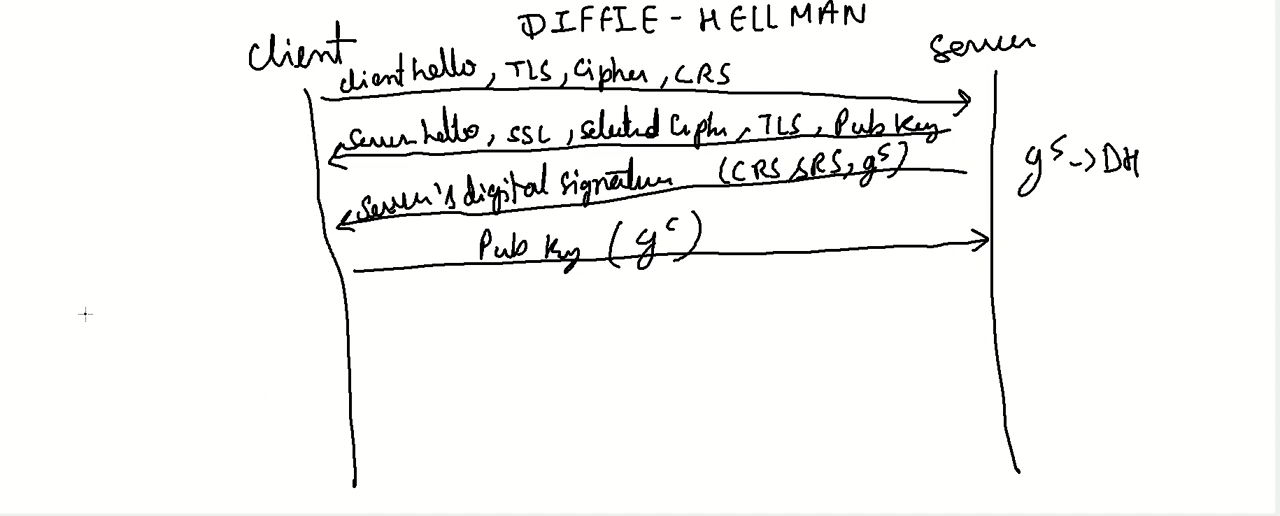 DIFFIE - HELLMAN
client
server
client hello, TLS, Cipher, CRS
server hello, SSL, selected Cipher, TLS, Pub Key
g^s -> DH
server's digital signature (CRS, SRS, g^s)
Pub Key (g^c)